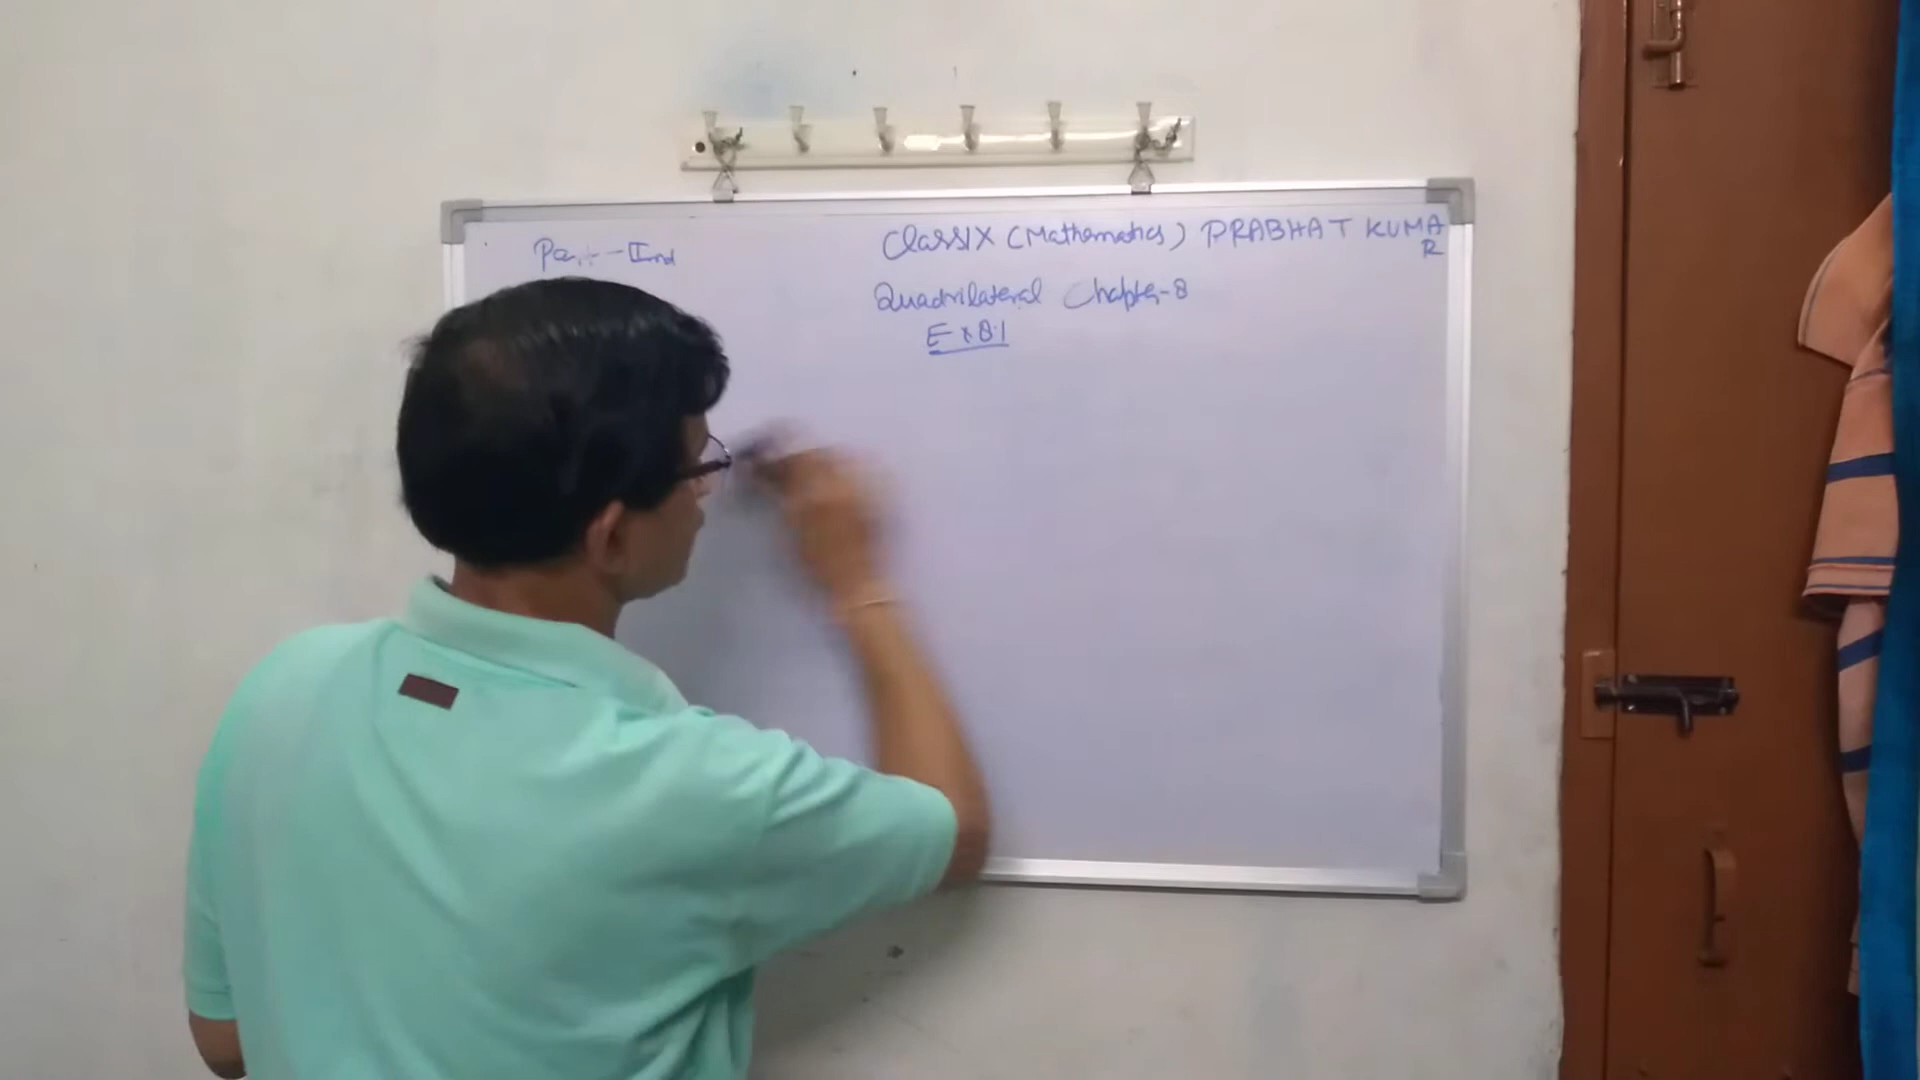 Part-IInd
Class IX (Mathematics) PRABHAT KUMAR
Quadrilateral Chapter-8
Ex 8.1